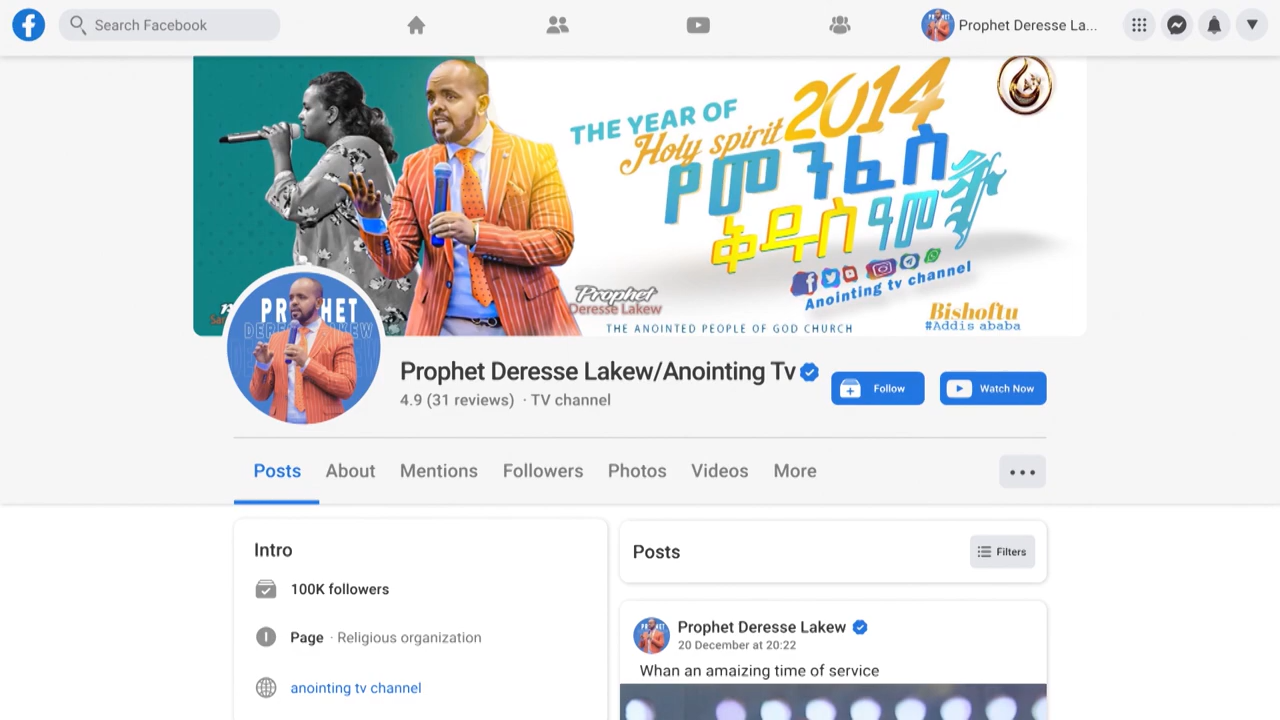 Search Facebook
Prophet Deresse La...
THE YEAR OF
Holy spirit 2014
የመንፈስ
ቅዱስ ዓመት
Anointing tv channel
Prophet
Deresse Lakew
THE ANOINTED PEOPLE OF GOD CHURCH
Bishoftu
#Addis ababa
PROPHET
DERESSE LAKEW
Prophet Deresse Lakew/Anointing Tv
4.9 (31 reviews) · TV channel
Follow
Watch Now
Posts
About
Mentions
Followers
Photos
Videos
More
Intro
100K followers
Page · Religious organization
anointing tv channel
Posts
Filters
Prophet Deresse Lakew
20 December at 20:22
Whan an amaizing time of service